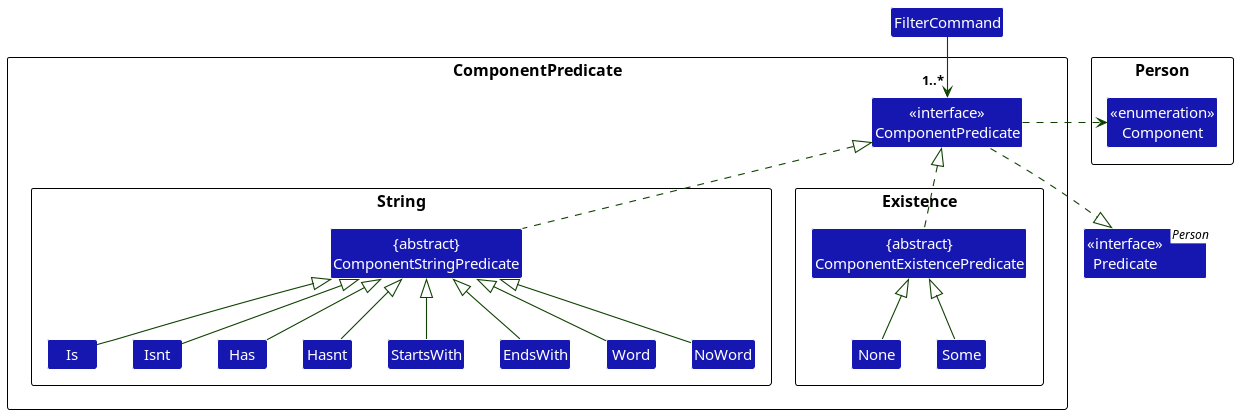 FilterCommand
ComponentPredicate
Person
1..*
«interface»
ComponentPredicate
«enumeration»
Component
String
Existence
{abstract}
ComponentStringPredicate
{abstract}
ComponentExistencePredicate
Person
«interface»
Predicate
Is
Isnt
Has
Hasnt
StartsWith
EndsWith
Word
NoWord
None
Some